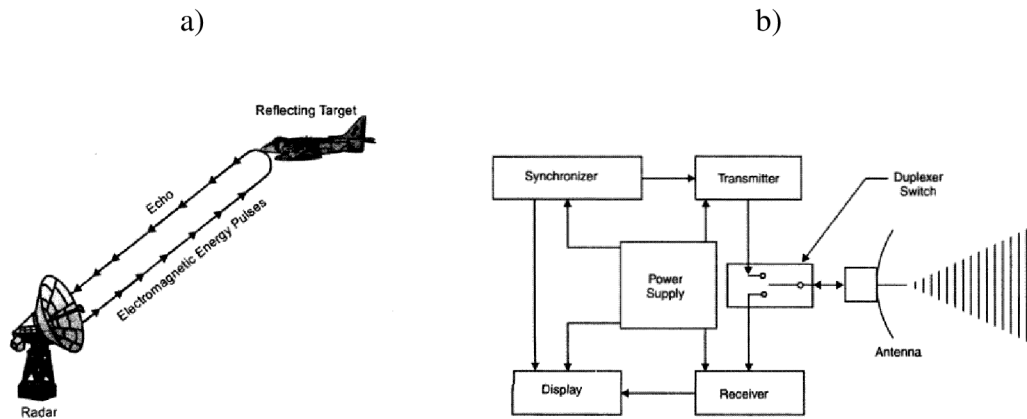 a)
b)
Reflecting Target
Echo
Electromagnetic Energy Pulses
Radar
Synchronizer
Transmitter
Duplexer
Switch
Power
Supply
Antenna
Display
Receiver